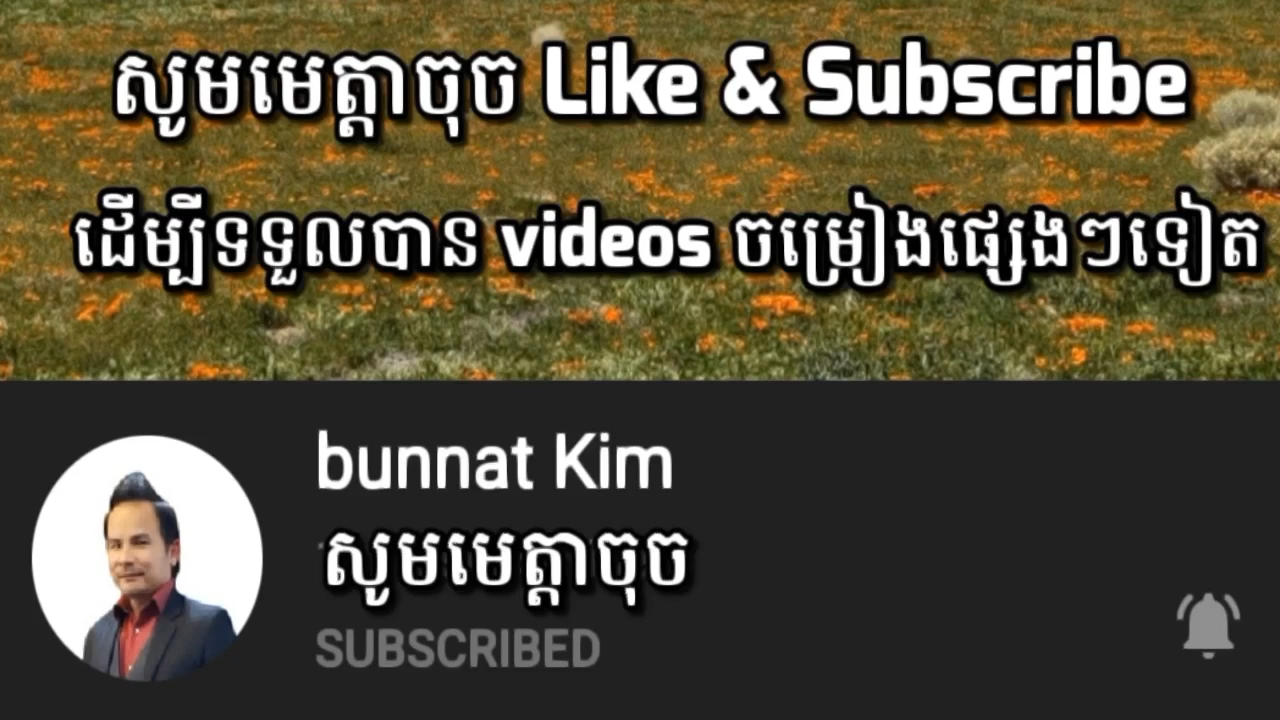 សូមមេត្តាចុច Like & Subscribe
ដើម្បីទទួលបាន videos ចម្រៀងផ្សេងៗទៀត
bunnat Kim
សូមមេត្តាចុច
SUBSCRIBED